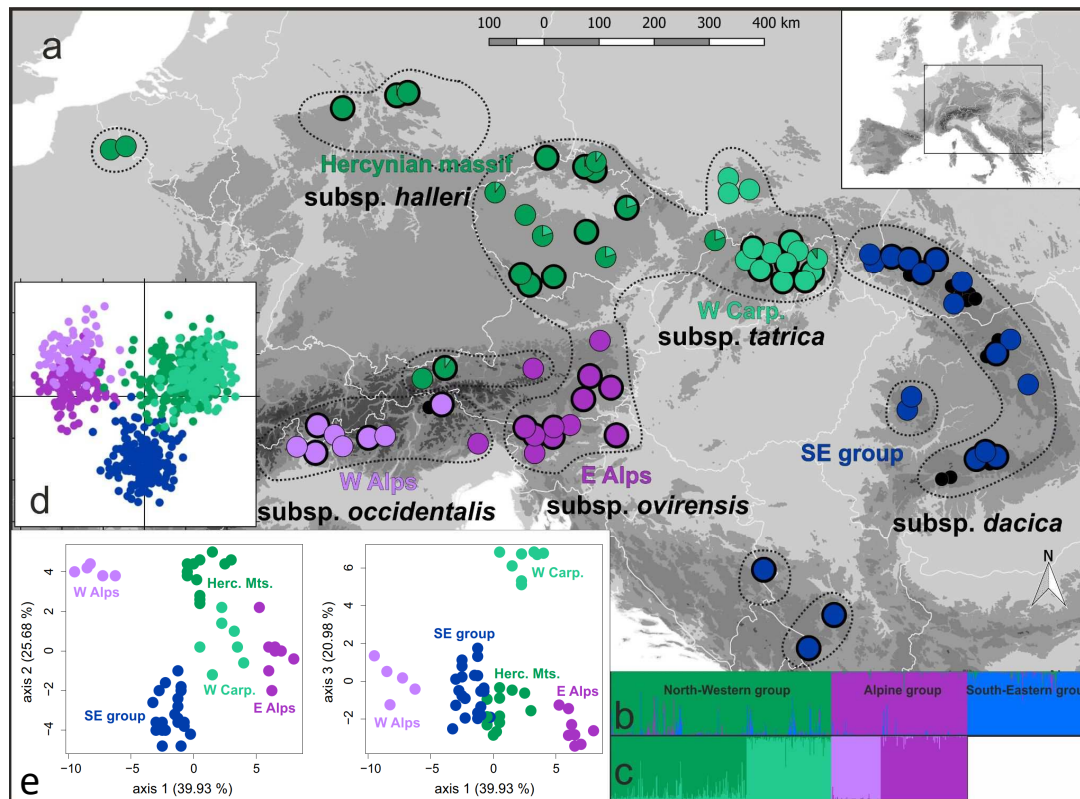 a
100 0 100 200 300 400 km
Hercynian massif
subsp. halleri
W Carp.
subsp. tatrica
SE group
subsp. dacica
W Alps
subsp. occidentalis
E Alps
subsp. ovirensis
N
d
e
W Alps
Herc. Mts.
W Carp.
SE group
E Alps
4
2
0
−2
−4
axis 2 (25.68 %)
−10 −5 0 5
axis 1 (39.93 %)
W Carp.
SE group
Herc. Mts.
W Alps
E Alps
6
4
2
0
−2
axis 3 (20.98 %)
−10 −5 0 5
axis 1 (39.93 %)
North-Western group Alpine group South-Eastern grou
b
c